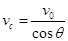 v_c = v_0 / cos θ